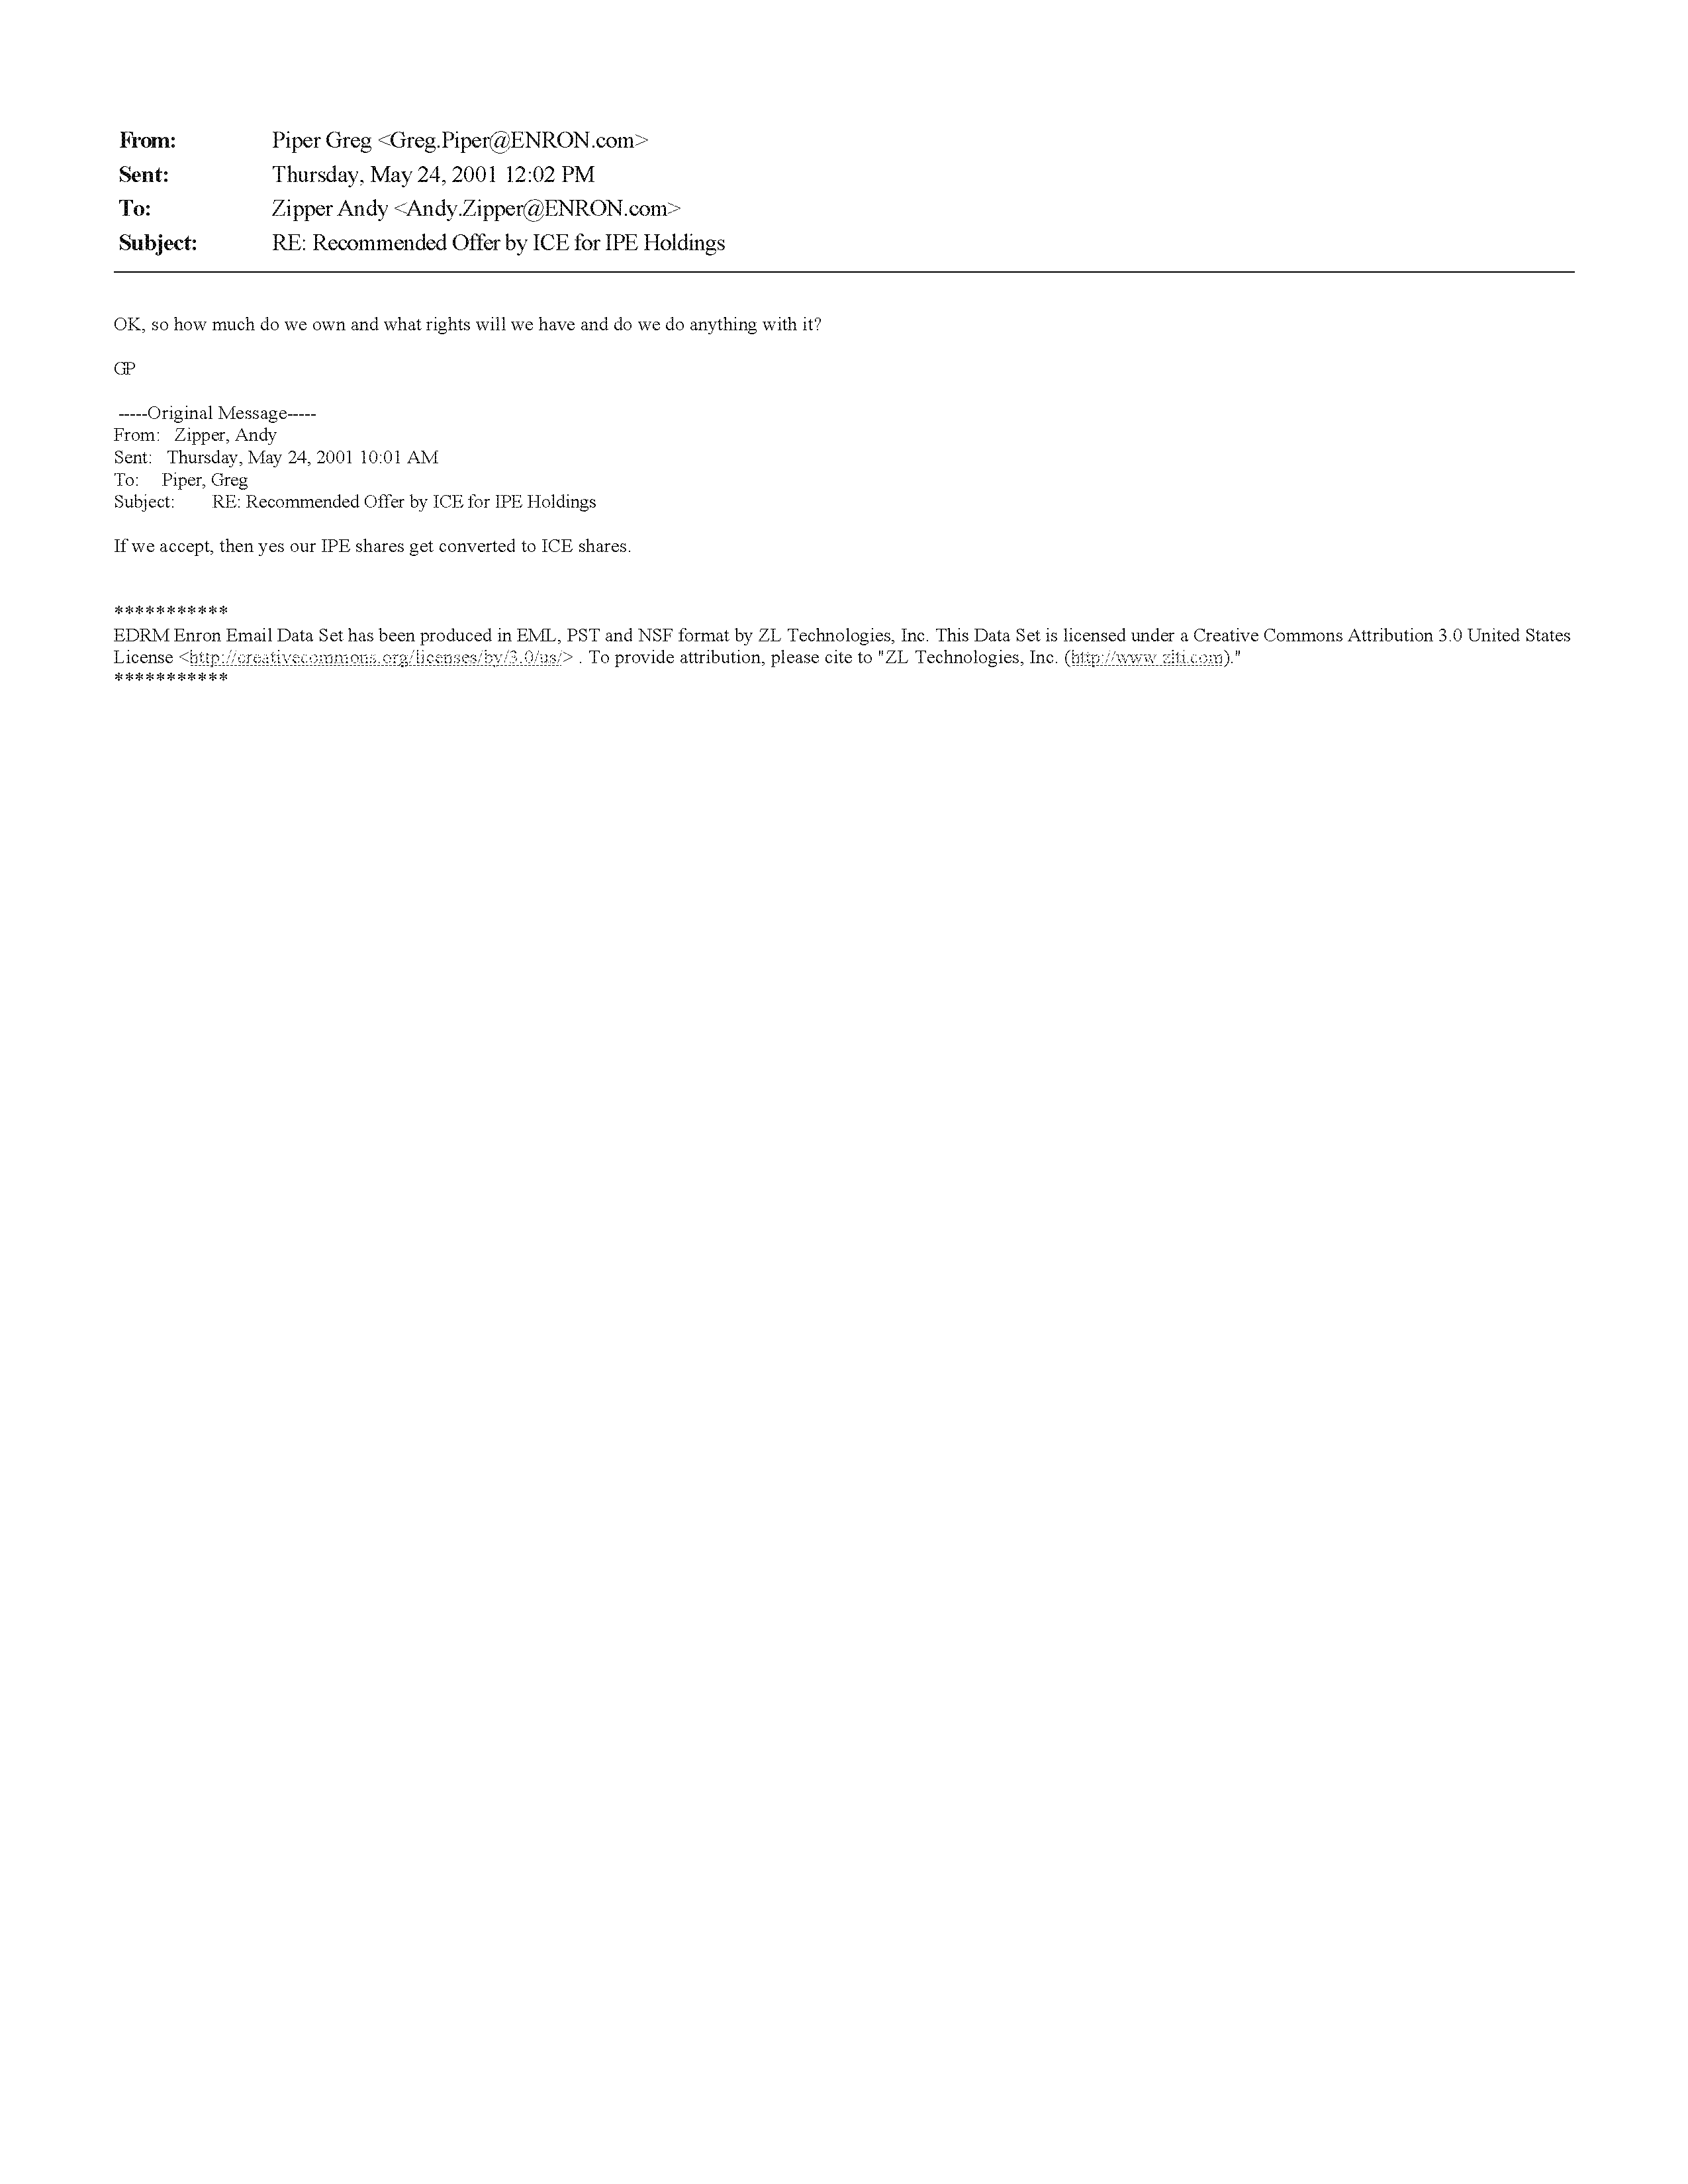 From: Piper Greg <Greg.Piper@ENRON.com>
Sent: Thursday, May 24, 2001 12:02 PM
To: Zipper Andy <Andy.Zipper@ENRON.com>
Subject: RE: Recommended Offer by ICE for IPE Holdings
OK, so how much do we own and what rights will we have and do we do anything with it?
GP
-----Original Message-----
From: Zipper, Andy
Sent: Thursday, May 24, 2001 10:01 AM
To: Piper, Greg
Subject: RE: Recommended Offer by ICE for IPE Holdings
If we accept, then yes our IPE shares get converted to ICE shares.
***********
EDRM Enron Email Data Set has been produced in EML, PST and NSF format by ZL Technologies, Inc. This Data Set is licensed under a Creative Commons Attribution 3.0 United States
License <http://creativecommons.org/licenses/by/3.0/us/> . To provide attribution, please cite to "ZL Technologies, Inc. (http://www.zlti.com)."
***********